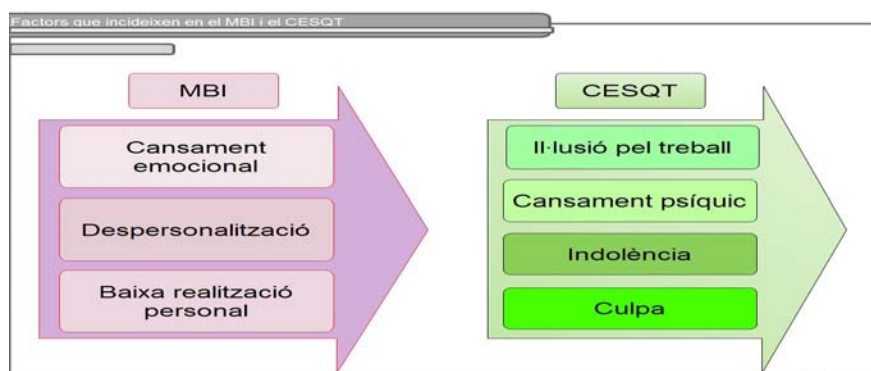 Factors que incideixen en el MBI i el CESQT
MBI
Cansament
emocional
Despersonalització
Baixa realització
personal
CESQT
Il·lusió pel treball
Cansament psíquic
Indolència
Culpa